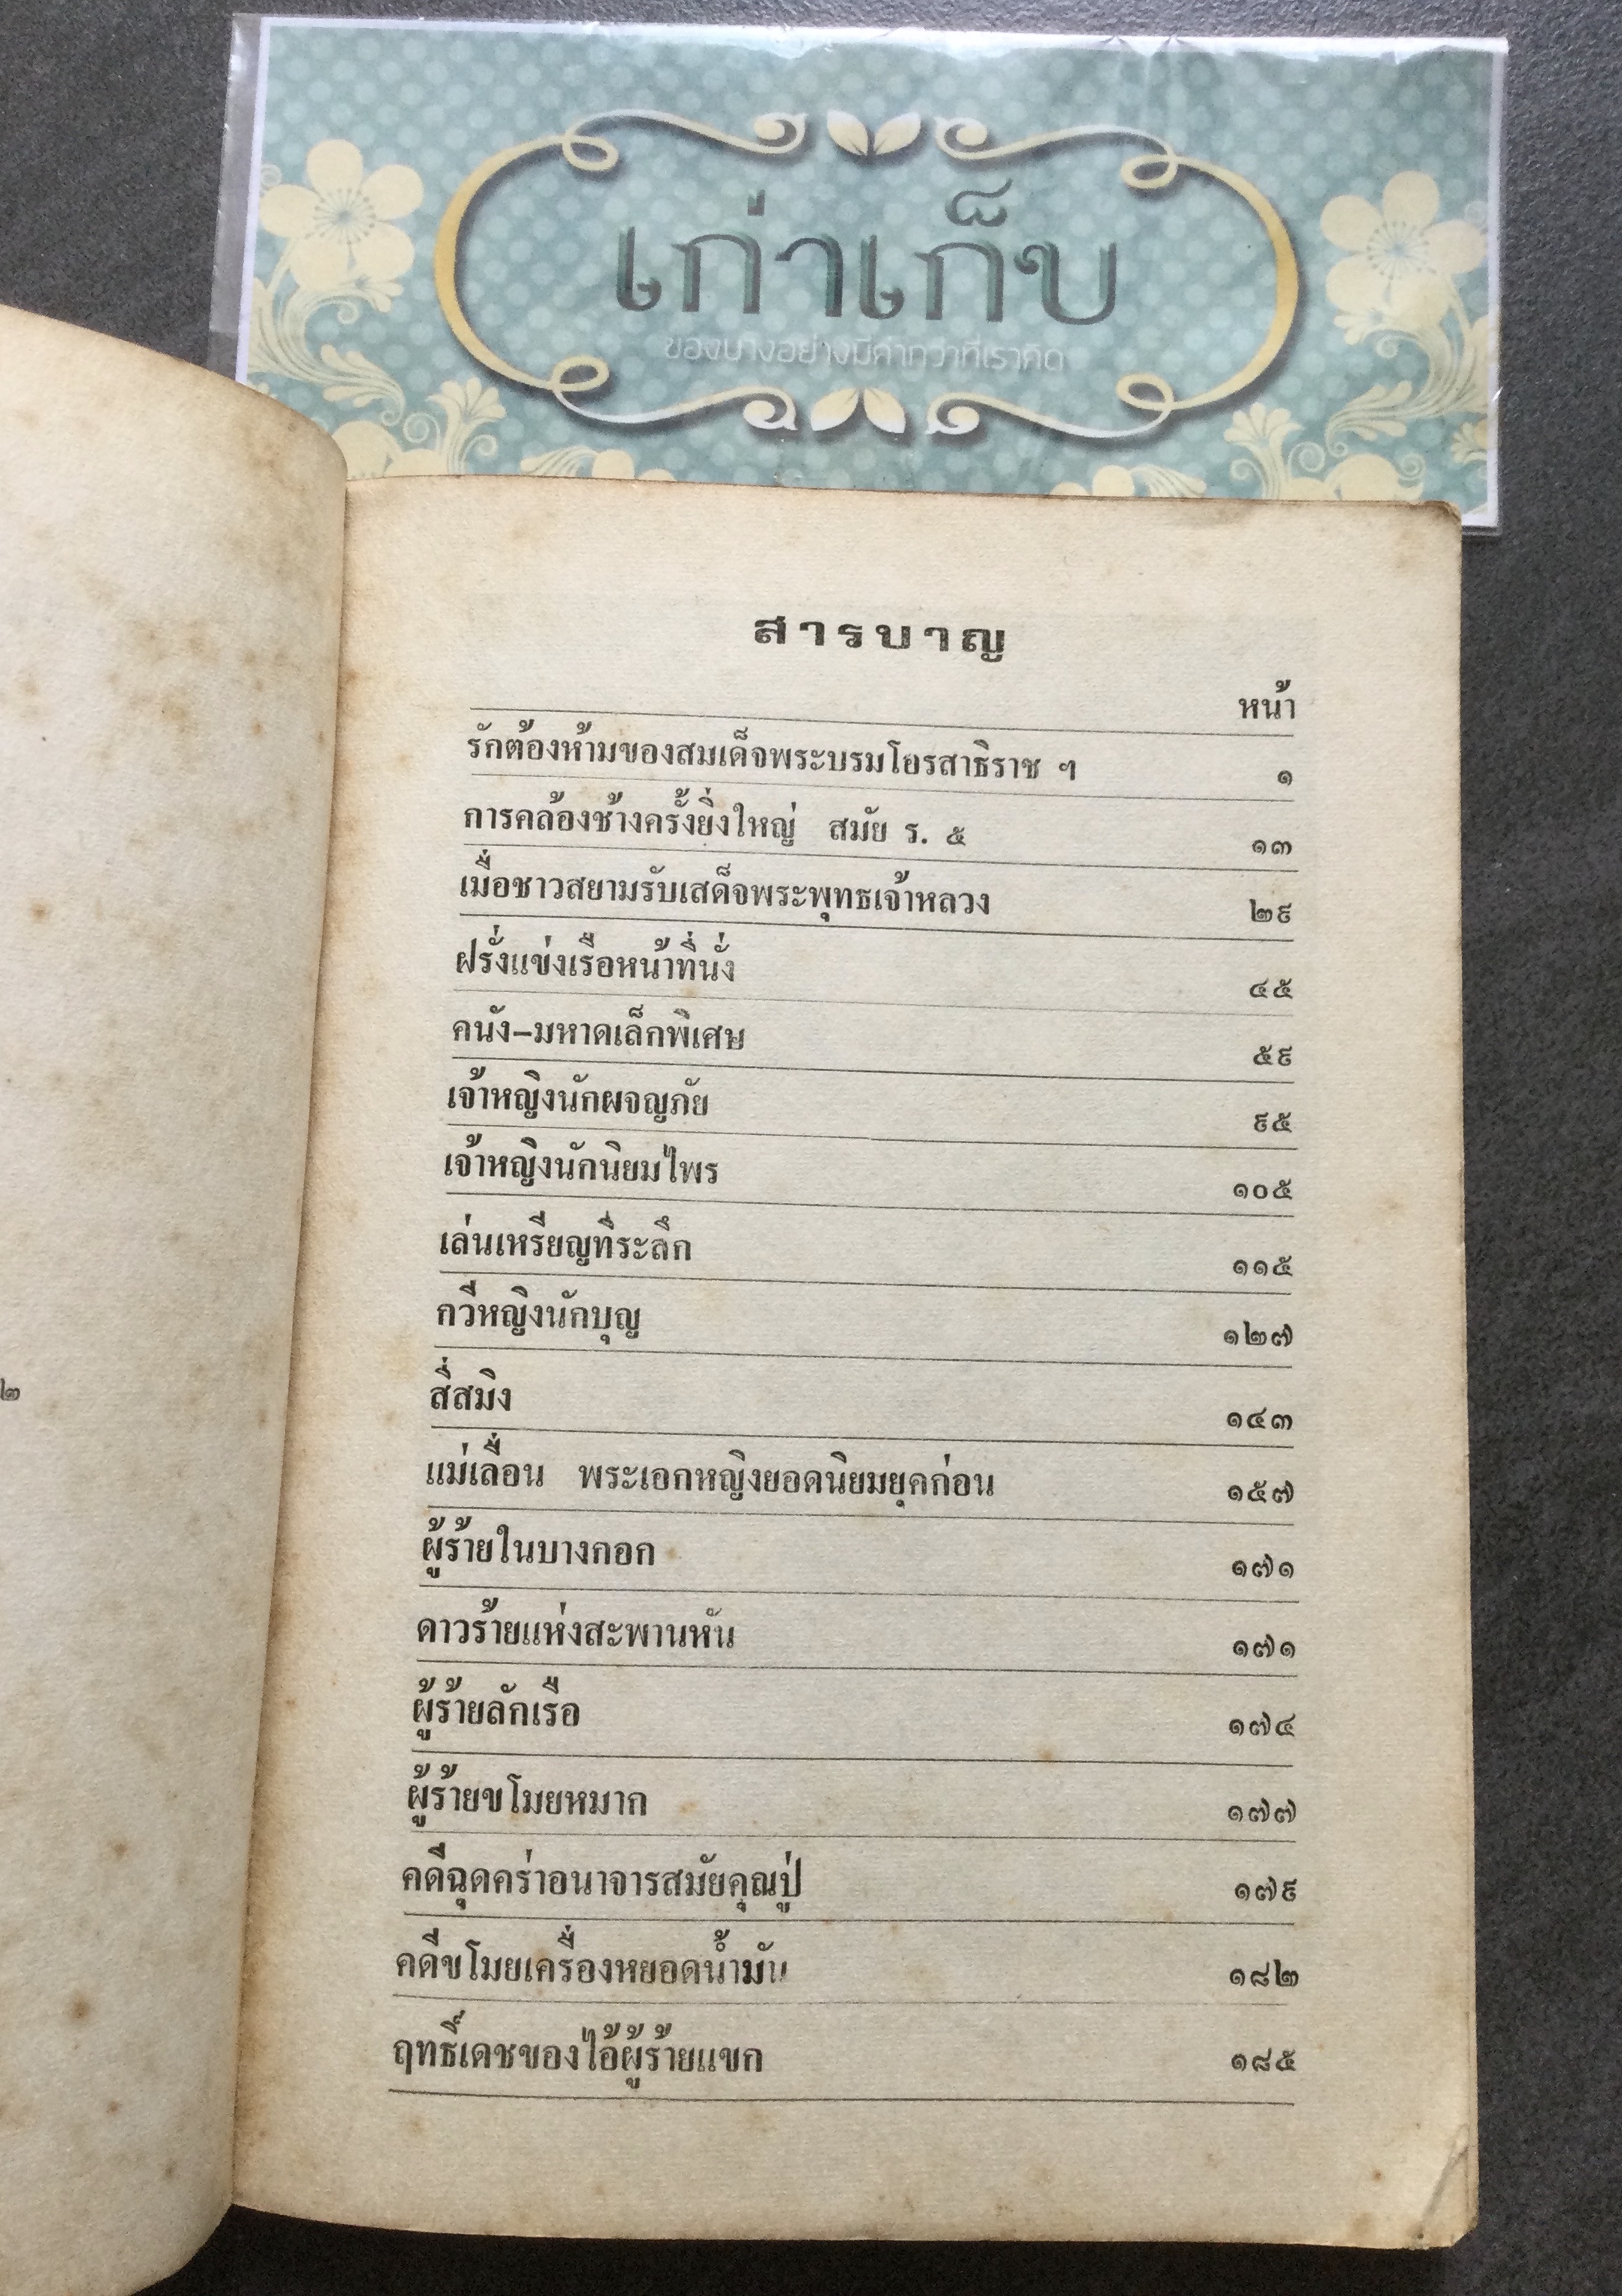 เก่าเก็บ
ของบางอย่างมีค่ากว่าที่เราคิด
สารบาญ
หน้า
รักต้องห้ามของสมเด็จพระบรมโอรสาธิราช ฯ ๑
การคล้องช้างครั้งยิ่งใหญ่ สมัย ร. ๕ ๑๓
เมื่อชาวสยามรับเสด็จพระพุทธเจ้าหลวง ๒๙
ฝรั่งแข่งเรือหน้าที่นั่ง ๔๕
คนัง–มหาดเล็กพิเศษ ๕๙
เจ้าหญิงนักผจญภัย ๙๕
เจ้าหญิงนักนิยมไพร ๑๐๕
เล่นเหรียญที่ระลึก ๑๑๕
กวีหญิงนักบุญ ๑๒๗
สี่สมิง ๑๔๓
แม่เลื่อน พระเอกหญิงยอดนิยมยุคก่อน ๑๕๗
ผู้ร้ายในบางกอก ๑๗๑
ดาวร้ายแห่งสะพานหัน ๑๗๑
ผู้ร้ายลักเรือ ๑๗๔
ผู้ร้ายขโมยหมาก ๑๗๗
คดีฉุดคร่าอนาจารสมัยคุณปู่ ๑๗๙
คดีขโมยเครื่องหยอดน้ำมัน ๑๘๒
ฤทธิ์เดชของไอ้ผู้ร้ายแขก ๑๘๕
๒